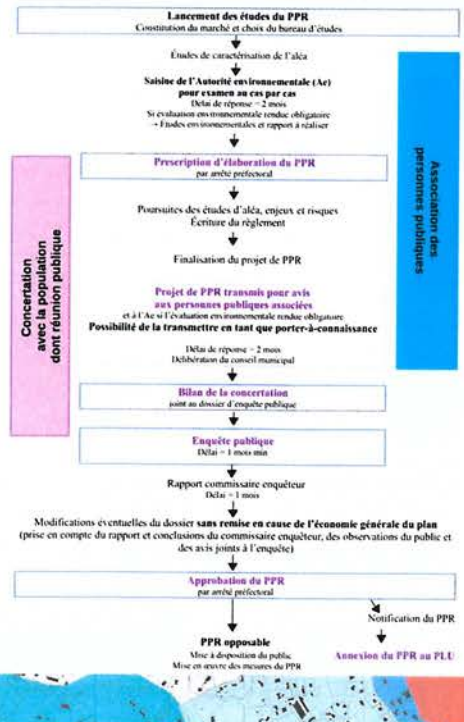 Lancement des études du PPR
Constitution du marché et choix du bureau d'études
Études de caractérisation de l'aléa
Saisine de l'Autorité environnementale (Ae)
pour examen au cas par cas
Délai de réponse = 2 mois
Si évaluation environnementale rendue obligatoire
→ Études environnementales et rapport à réaliser
Prescription d'élaboration du PPR
par arrêté préfectoral
Poursuites des études d'aléa, enjeux et risques
Écriture du règlement
Finalisation du projet de PPR
Projet de PPR transmis pour avis
aux personnes publiques associées
et à l'Ae si l'évaluation environnementale rendue obligatoire
Possibilité de la transmettre en tant que porter-à-connaissance
Délai de réponse = 2 mois
Délibération du conseil municipal
Bilan de la concertation
joint au dossier d'enquête publique
Enquête publique
Délai = 1 mois min
Rapport commissaire enquêteur
Délai = 1 mois
Modifications éventuelles du dossier sans remise en cause de l'économie générale du plan
(prise en compte du rapport et conclusions du commissaire enquêteur, des observations du public et
des avis joints à l'enquête)
Approbation du PPR
par arrêté préfectoral
Notification du PPR
PPR opposable
Mise à disposition du public
Mise en œuvre des mesures du PPR
Annexion du PPR au PLU
Concertation
avec la population
dont réunion publique
Association des
personnes publiques